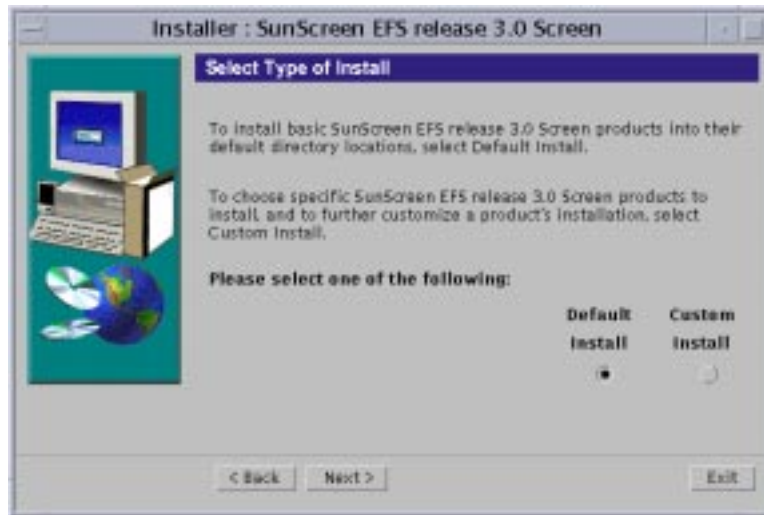 Installer : SunScreen EFS release 3.0 Screen
Select Type of Install
To install basic SunScreen EFS release 3.0 Screen products into their
default directory locations, select Default Install.
To choose specific SunScreen EFS release 3.0 Screen products to
install, and to further customize a product's installation, select
Custom Install.
Please select one of the following:
Default Custom
Install Install
< Back Next > Exit